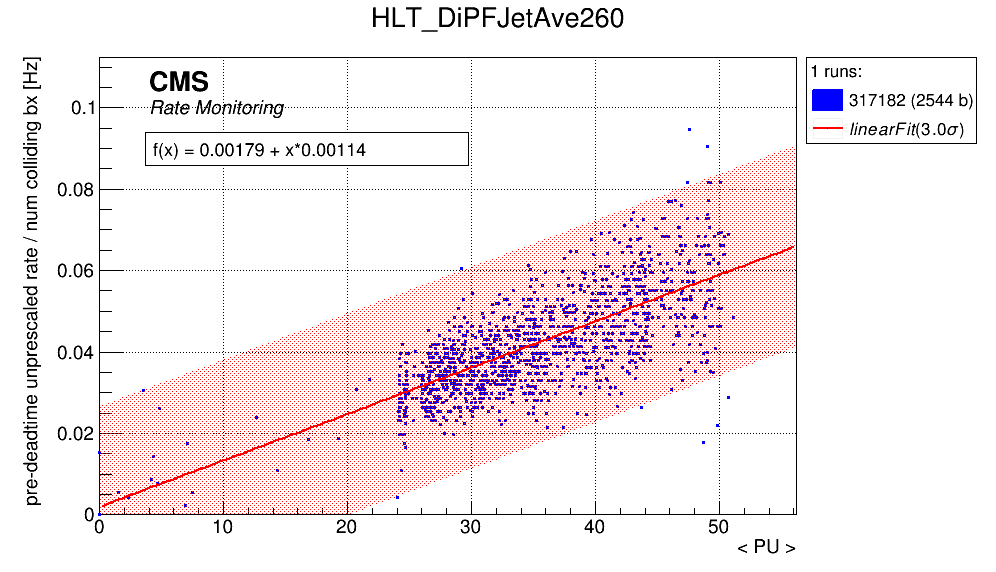 HLT_DiPFJetAve260
pre-deadtime unprescaled rate / num colliding bx [Hz]
CMS
Rate Monitoring
f(x) = 0.00179 + x*0.00114
0.1
0.08
0.06
0.04
0.02
0
0 10 20 30 40 50
< PU >
1 runs:
317182 (2544 b)
linearFit(3.0σ)